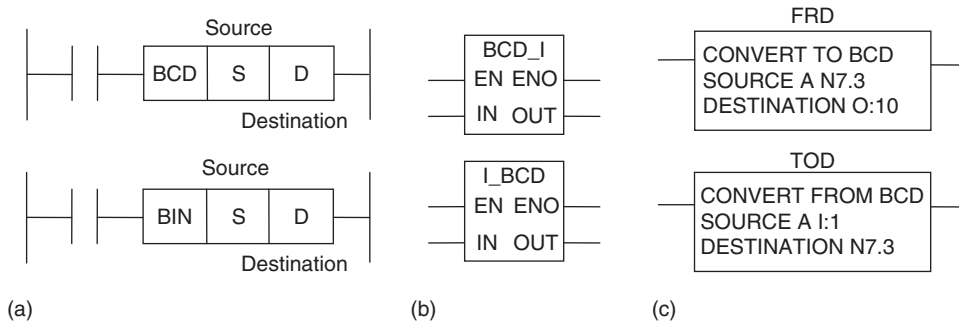 Source
BCD S D
Destination
Source
BIN S D
Destination
(a)
BCD_I
EN ENO
IN OUT
I_BCD
EN ENO
IN OUT
(b)
FRD
CONVERT TO BCD
SOURCE A N7.3
DESTINATION O:10
TOD
CONVERT FROM BCD
SOURCE A I:1
DESTINATION N7.3
(c)